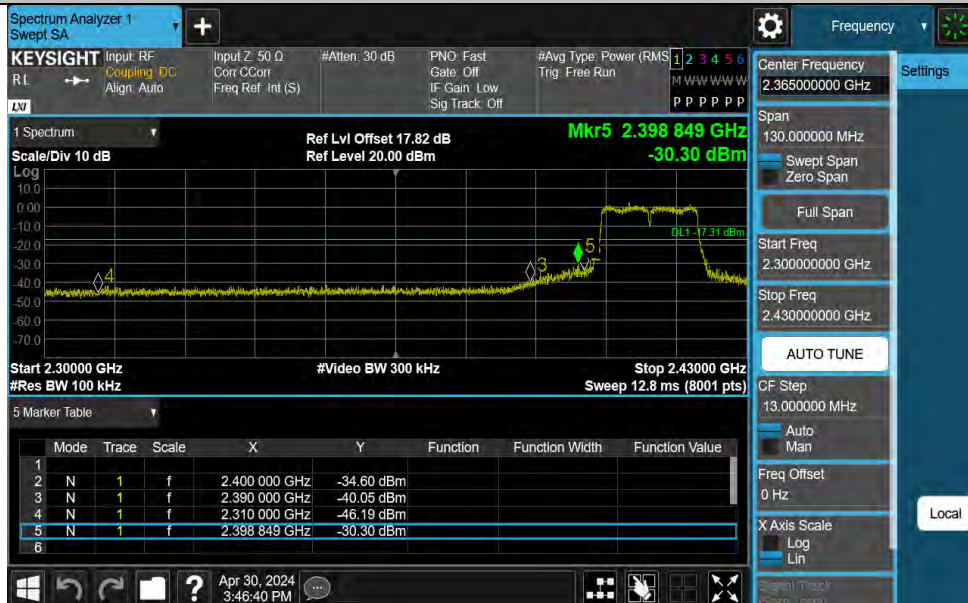 Spectrum Analyzer 1
Swept SA
+
Frequency
KEYSIGHT Input: RF
RL
Coupling: DC
Align: Auto
LXI
Input Z: 50 Ω
Corr CCorr
Freq Ref: Int (S)
#Atten: 30 dB
PNO: Fast
Gate: Off
IF Gain: Low
Sig Track: Off
#Avg Type: Power (RMS
Trig: Free Run
1 2 3 4 5 6
M W W W W W
P P P P P P
1 Spectrum
Scale/Div 10 dB
Ref Lvl Offset 17.82 dB
Ref Level 20.00 dBm
Mkr5 2.398 849 GHz
-30.30 dBm
Log
10.0
0.00
-10.0
-20.0
-30.0
-40.0
-50.0
-60.0
-70.0
DL1 -17.31 dBm
4
3
5
Start 2.30000 GHz
#Res BW 100 kHz
#Video BW 300 kHz
Stop 2.43000 GHz
Sweep 12.8 ms (8001 pts)
5 Marker Table
Mode Trace Scale X Y Function Function Width Function Value
1
2 N 1 f 2.400 000 GHz -34.60 dBm
3 N 1 f 2.390 000 GHz -40.05 dBm
4 N 1 f 2.310 000 GHz -46.19 dBm
5 N 1 f 2.398 849 GHz -30.30 dBm
6
?
Apr 30, 2024
3:46:40 PM
Center Frequency
2.365000000 GHz
Span
130.000000 MHz
Swept Span
Zero Span
Full Span
Start Freq
2.300000000 GHz
Stop Freq
2.430000000 GHz
AUTO TUNE
CF Step
13.000000 MHz
Auto
Man
Freq Offset
0 Hz
X Axis Scale
Log
Lin
Signal Track
Settings
Local